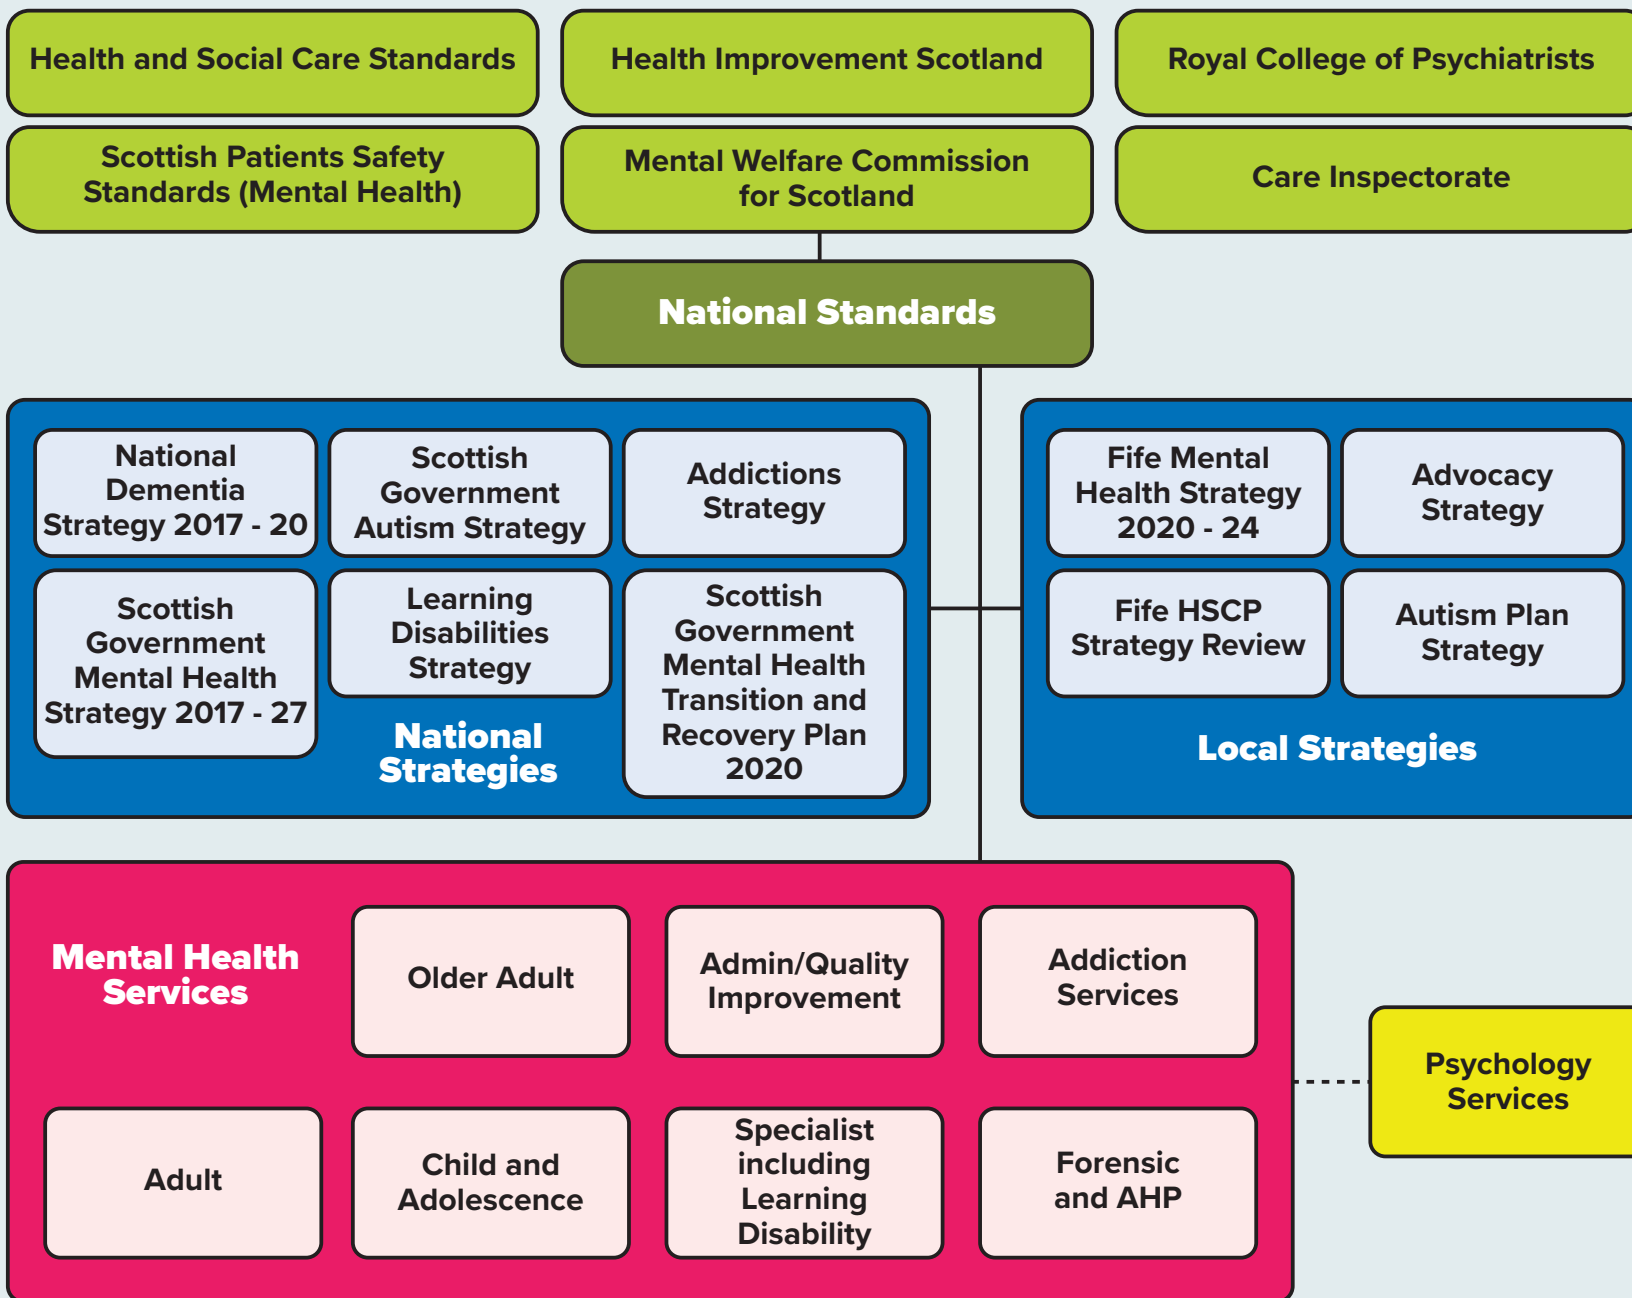 Health and Social Care Standards
Health Improvement Scotland
Royal College of Psychiatrists
Scottish Patients Safety
Standards (Mental Health)
Mental Welfare Commission
for Scotland
Care Inspectorate
National Standards
National
Dementia
Strategy 2017 - 20
Scottish
Government
Autism Strategy
Addictions
Strategy
Scottish
Government
Mental Health
Strategy 2017 - 27
Learning
Disabilities
Strategy
Scottish
Government
Mental Health
Transition and
Recovery Plan
2020
National
Strategies
Fife Mental
Health Strategy
2020 - 24
Advocacy
Strategy
Fife HSCP
Strategy Review
Autism Plan
Strategy
Local Strategies
Mental Health
Services
Older Adult
Admin/Quality
Improvement
Addiction
Services
Adult
Child and
Adolescence
Specialist
including
Learning
Disability
Forensic
and AHP
Psychology
Services